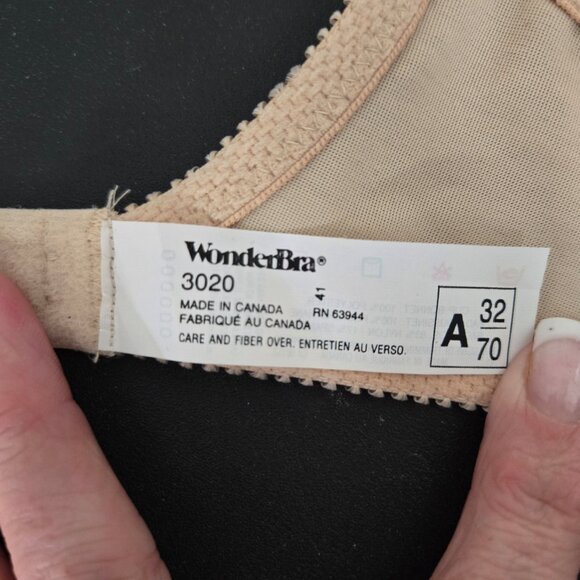 WonderBra®
3020
41
MADE IN CANADA RN 63944
FABRIQUÉ AU CANADA
CARE AND FIBER OVER. ENTRETIEN AU VERSO.
A 32
70